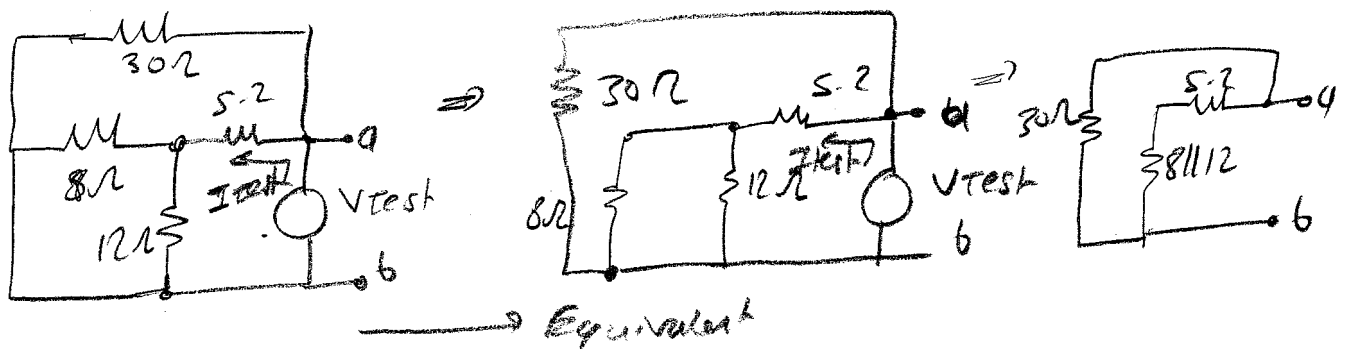 30Ω
5.2
a
8Ω
Itest
VTest
12Ω
b
⇒
30Ω
5.2
a
Itest
8Ω
12Ω
VTest
b
⇒
5.2
a
30Ω
8||12
b
Equivalent